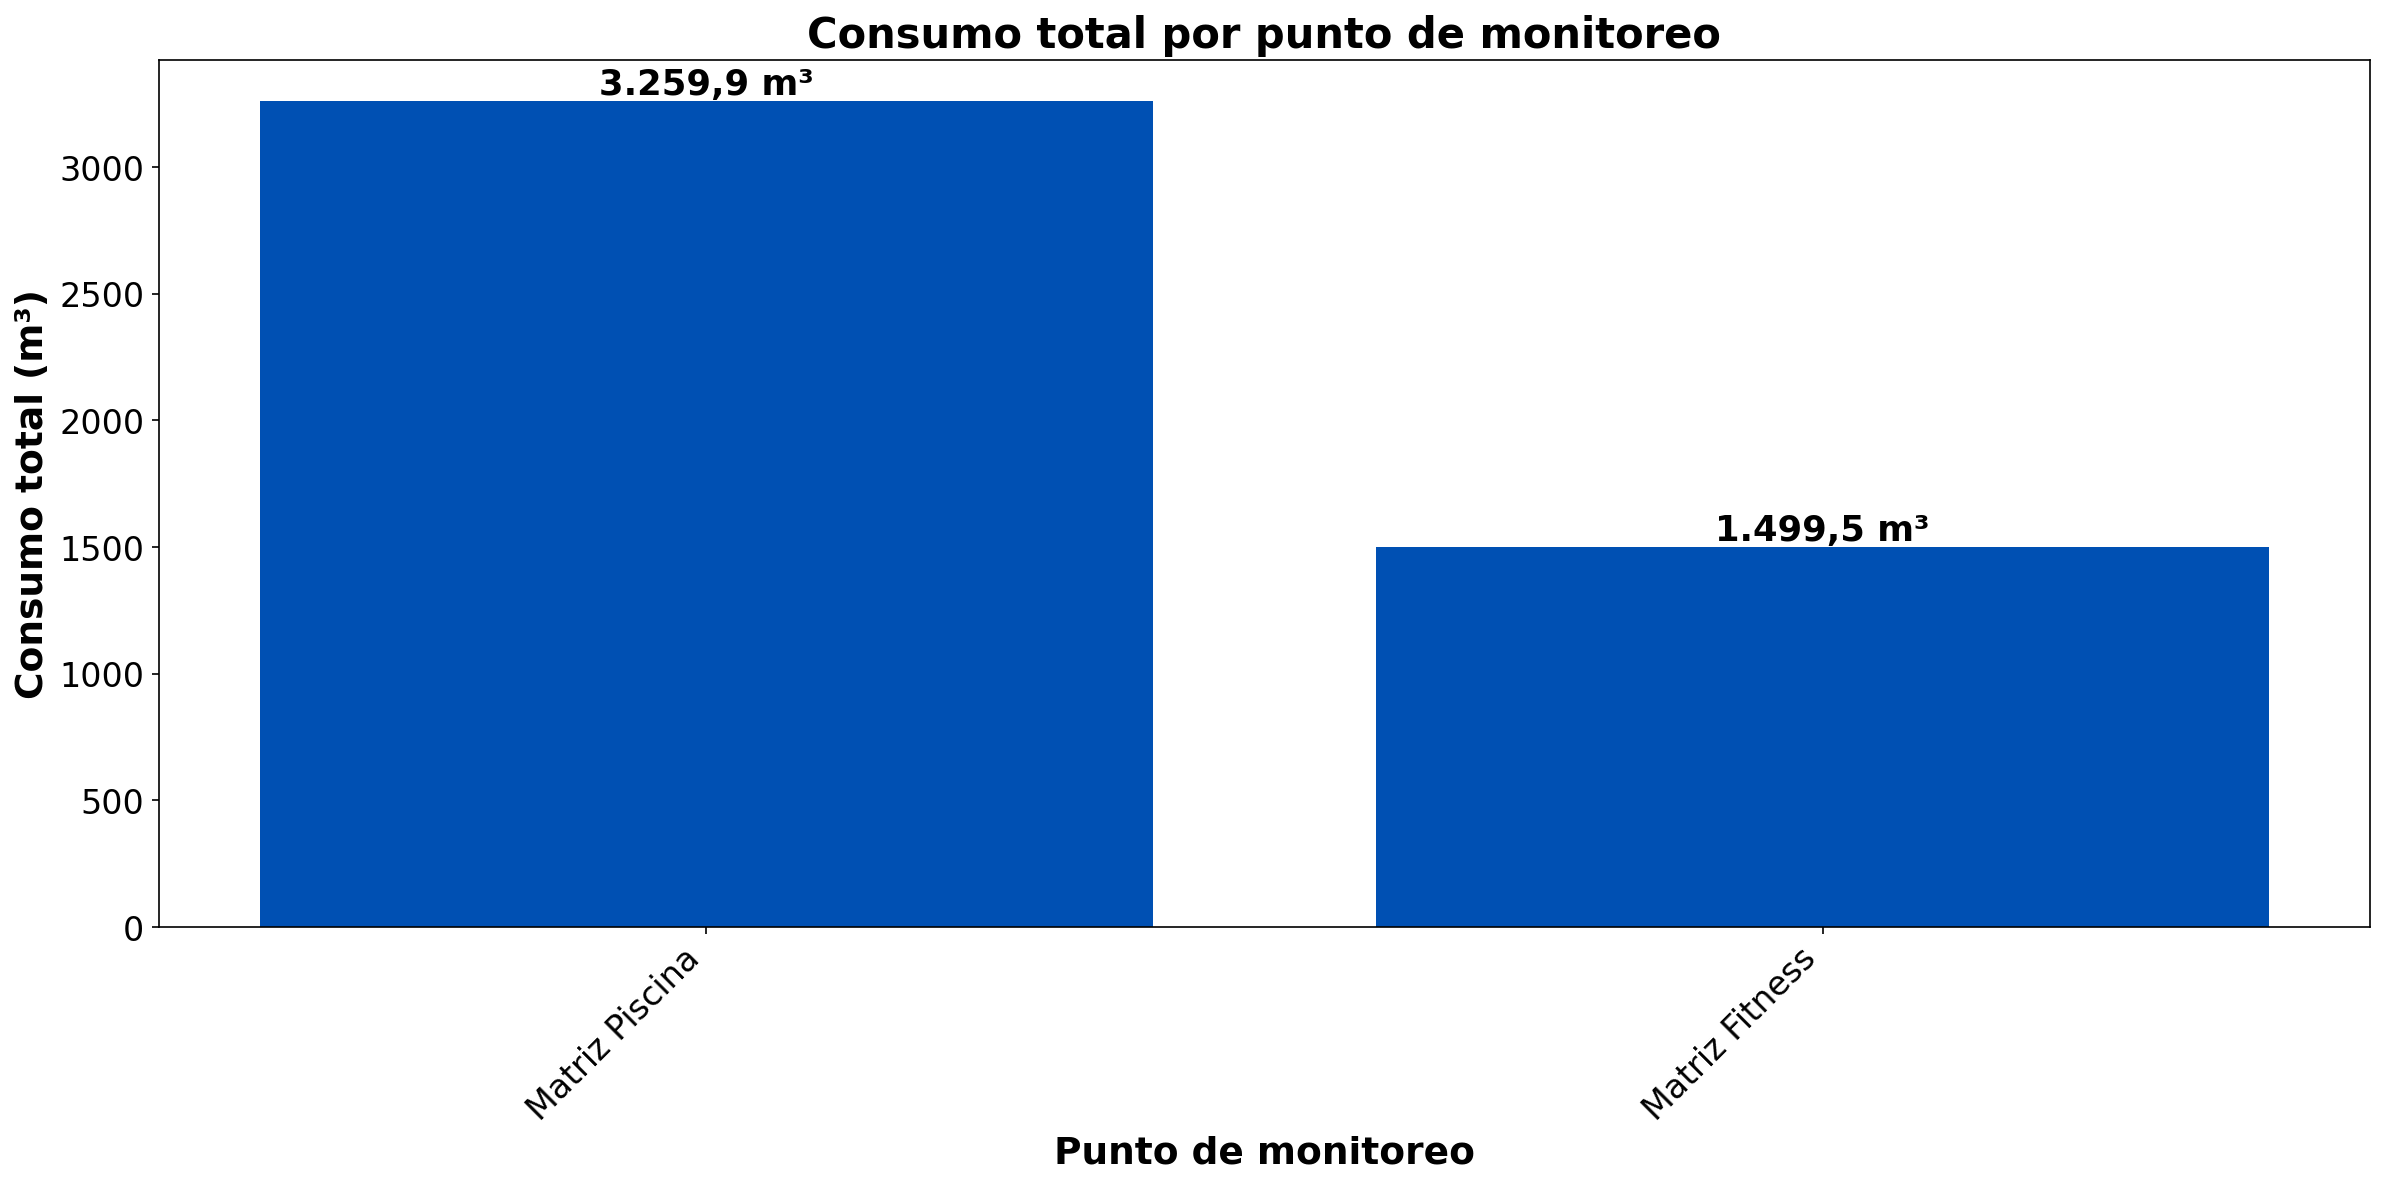 Consumo total por punto de monitoreo
3.259,9 m³
1.499,5 m³
Consumo total (m³)
3000
2500
2000
1500
1000
500
0
Matriz Piscina
Matriz Fitness
Punto de monitoreo